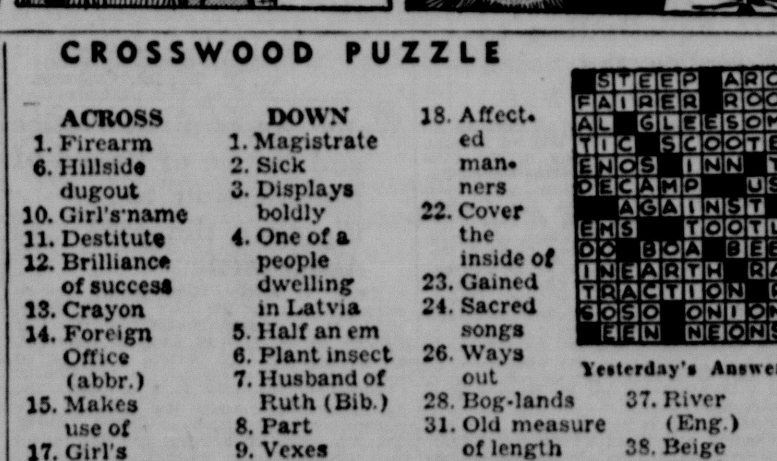 CROSSWOOD PUZZLE
ACROSS
1. Firearm
6. Hillside
dugout
10. Girl's name
11. Destitute
12. Brilliance
of success
13. Crayon
14. Foreign
Office
(abbr.)
15. Makes
use of
17. Girl's
DOWN
1. Magistrate
2. Sick
3. Displays
boldly
4. One of a
people
dwelling
in Latvia
5. Half an em
6. Plant insect
7. Husband of
Ruth (Bib.)
8. Part
9. Vexes
18. Affect-
ed
man-
ners
22. Cover
the
inside of
23. Gained
24. Sacred
songs
26. Ways
out
28. Bog-lands
31. Old measure
of length
STEEP ARC
FAIRER ROC
AL GLEESO
TIC SCOOTE
ENOS INN
DECAMP US
AGAINST
EMS TOOTL
DO BOA BEE
INEARTH
TRACTION
SOSO ONION
EEN NEONS
Yesterday's
37. River
(Eng.)
38. Beige